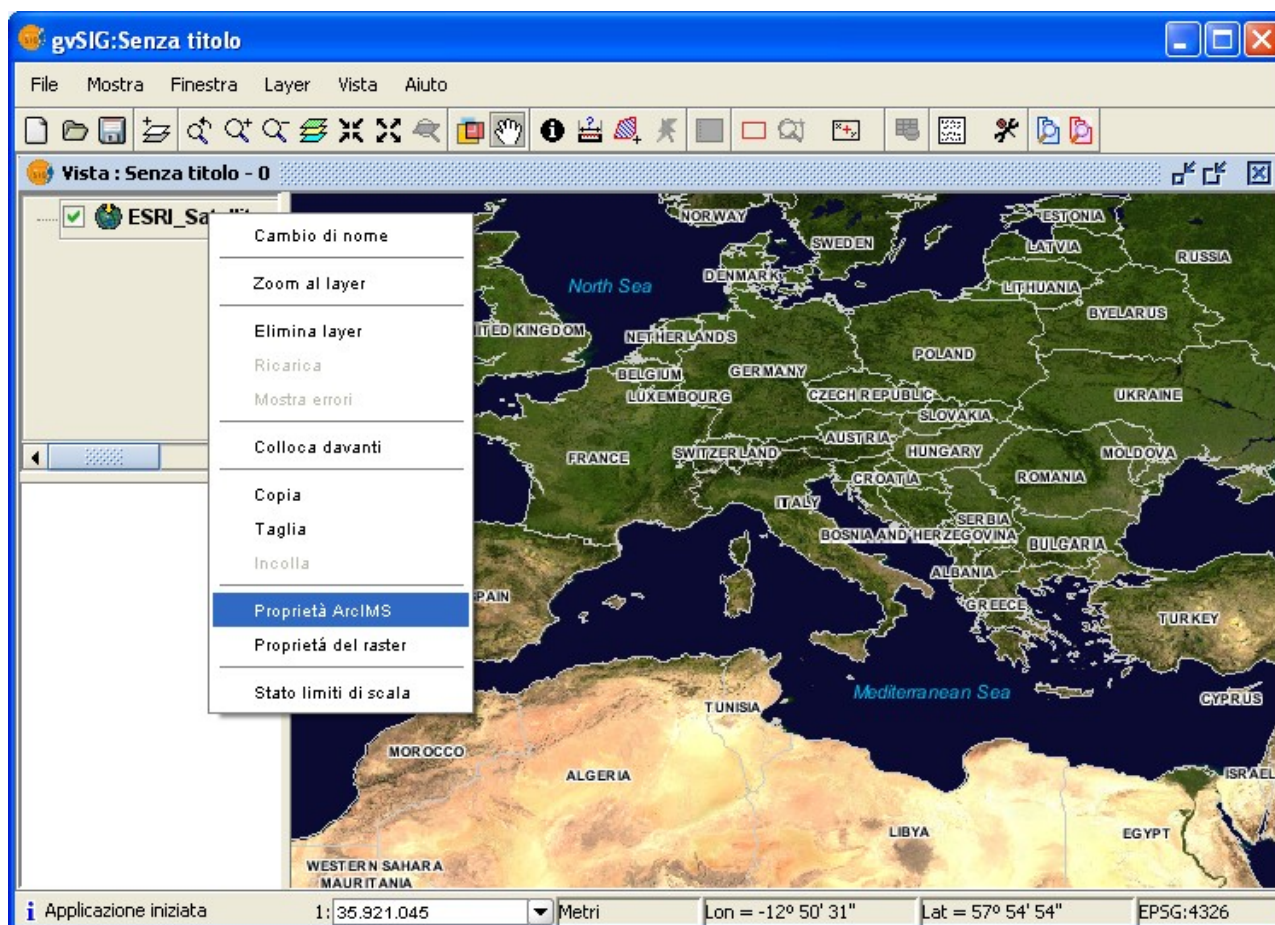 gvSIG:Senza titolo
File Mostra Finestra Layer Vista Aiuto
Vista : Senza titolo - 0
ESRI_Sa
Cambio di nome
Zoom al layer
Elimina layer
Ricarica
Mostra errori
Colloca davanti
Copia
Taglia
Incolla
Proprietà ArcIMS
Proprietá del raster
Stato limiti di scala
NORWAY
SWEDEN
ESTONIA
LATVIA
RUSSIA
North Sea
DENMARK
LITHUANIA
BYELARUS
ITED KINGDOM
NETHERLANDS
POLAND
BELGIUM
GERMANY
LUXEMBOURG
CZECH REPUBLIC
UKRAINE
SLOVAKIA
AUSTRIA
FRANCE
SWITZERLAND
HUNGARY
MOLDOVA
CROATIA
ROMANIA
ITALY
SERBIA
BOSNIA AND HERZEGOVINA
BULGARIA
ALBANIA
PAIN
GREECE
TURKEY
Mediterranean Sea
CYPRUS
TUNISIA
MOROCCO
ALGERIA
ISRAEL
LIBYA
EGYPT
WESTERN SAHARA
MAURITANIA
Applicazione iniziata 1: 35.921.045 Metri Lon = -12º 50' 31" Lat = 57º 54' 54" EPSG:4326